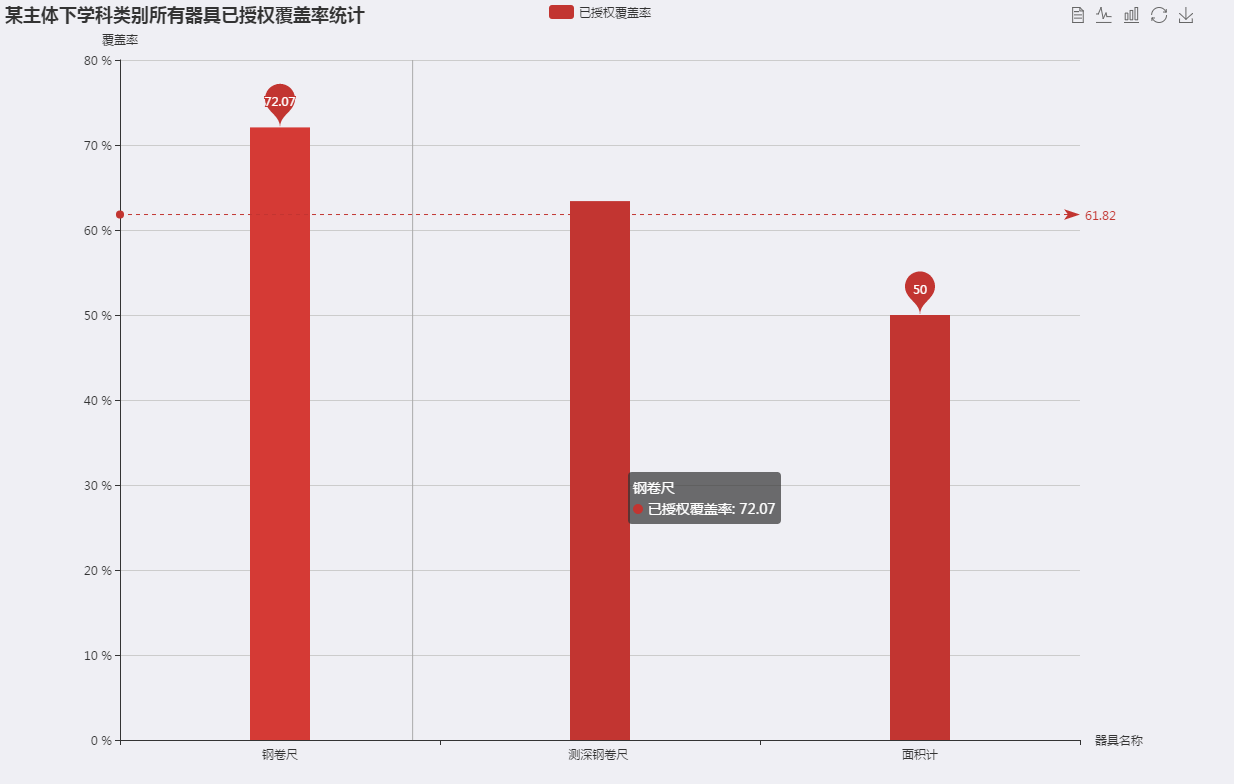 某主体下学科类别所有器具已授权覆盖率统计
已授权覆盖率
覆盖率
80 %
72.07
70 %
61.82
60 %
50
50 %
40 %
30 %
钢卷尺
已授权覆盖率: 72.07
20 %
10 %
0 %
器具名称
钢卷尺
测深钢卷尺
面积计